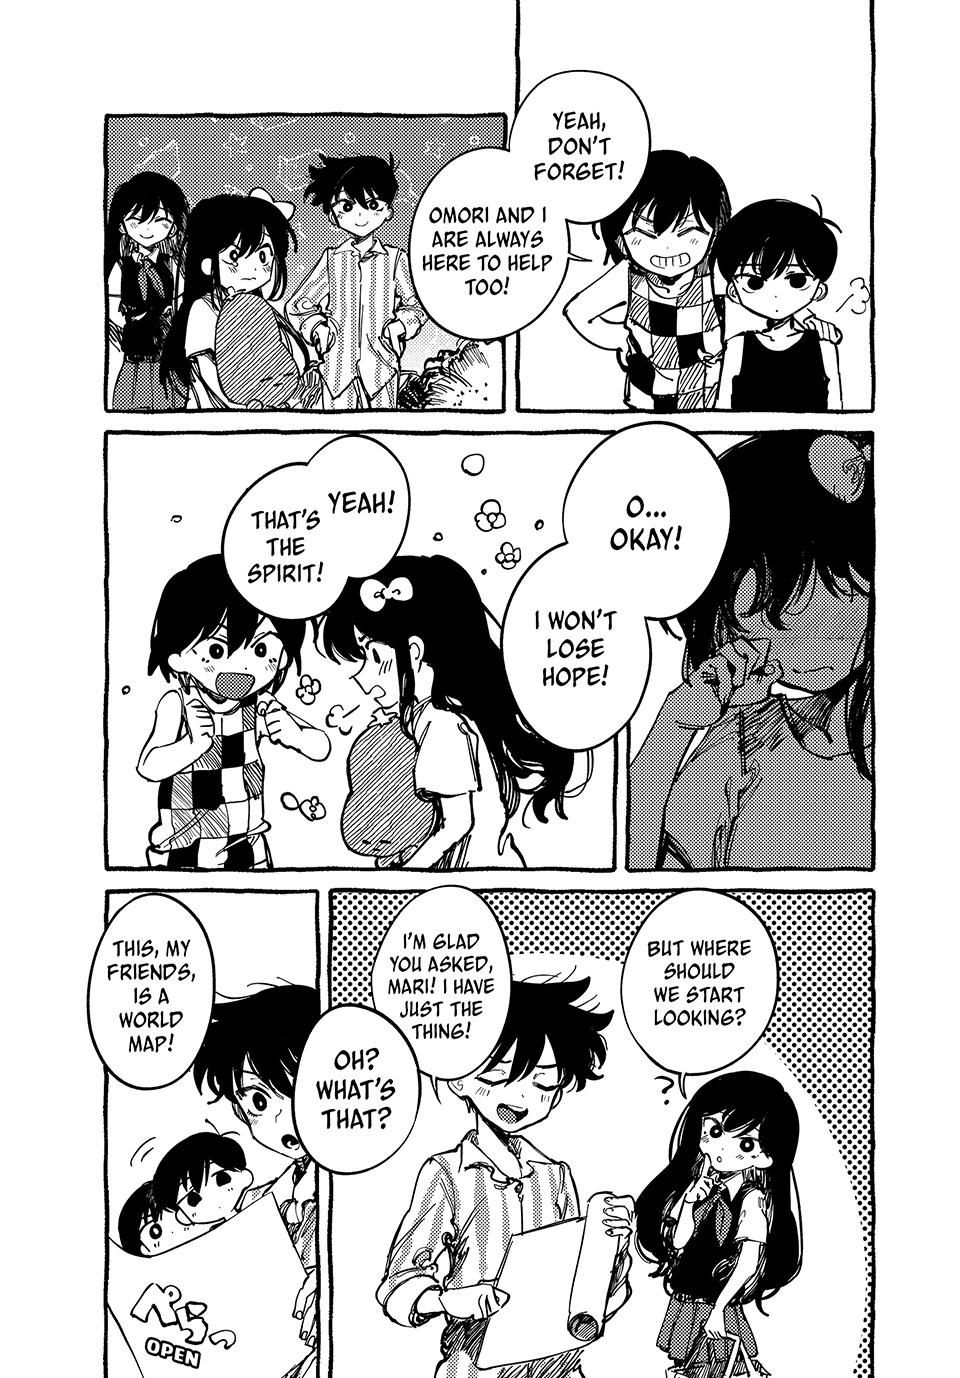 YEAH,
DON'T
FORGET!
OMORI AND I
ARE ALWAYS
HERE TO HELP
TOO!
O...
OKAY!
I WON'T
LOSE
HOPE!
YEAH!
THAT'S
THE
SPIRIT!
BUT WHERE
SHOULD
WE START
LOOKING?
?
I'M GLAD
YOU ASKED,
MARI! I HAVE
JUST THE
THING!
OH?
WHAT'S
THAT?
THIS, MY
FRIENDS,
IS A
WORLD
MAP!
ぺらっ
OPEN